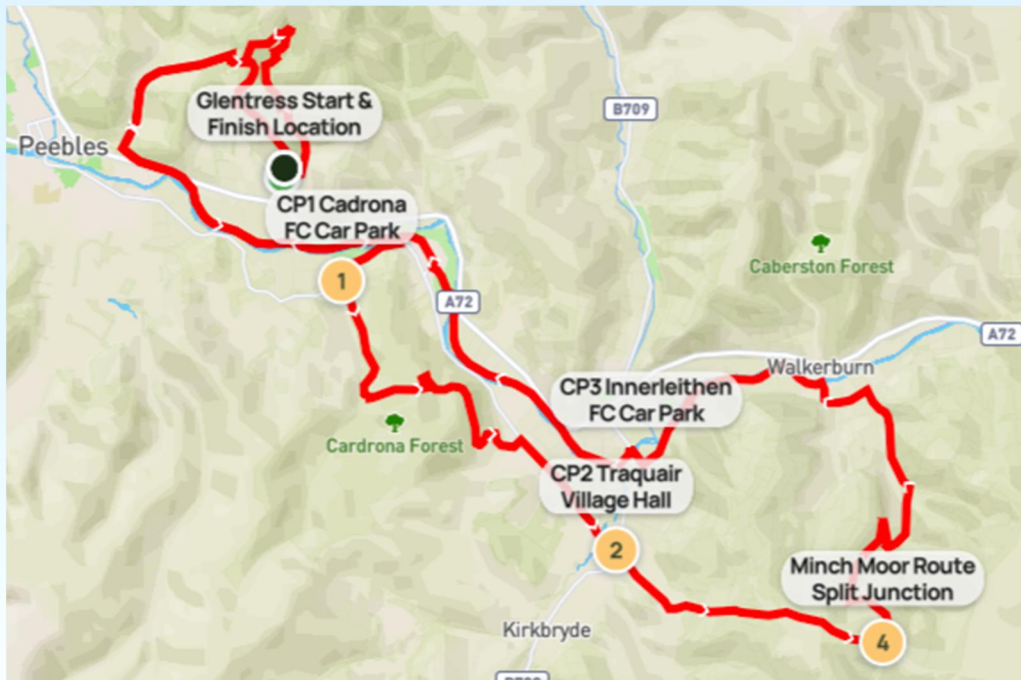 Glentress Start &
Finish Location
B709
Peebles
CP1 Cadrona
FC Car Park
1
Caberston Forest
A72
A72
Walkerburn
CP3 Innerleithen
FC Car Park
Cardrona Forest
CP2 Traquair
Village Hall
2
Minch Moor Route
Split Junction
Kirkbryde
4